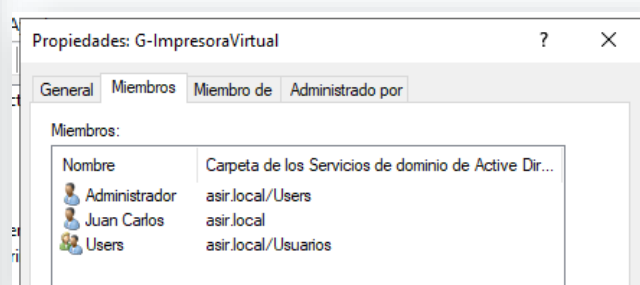 Propiedades: G-ImpresoraVirtual ? ×
General Miembros Miembro de Administrado por
Miembros:
Nombre Carpeta de los Servicios de dominio de Active Dir...
Administrador asir.local/Users
Juan Carlos asir.local
Users asir.local/Usuarios